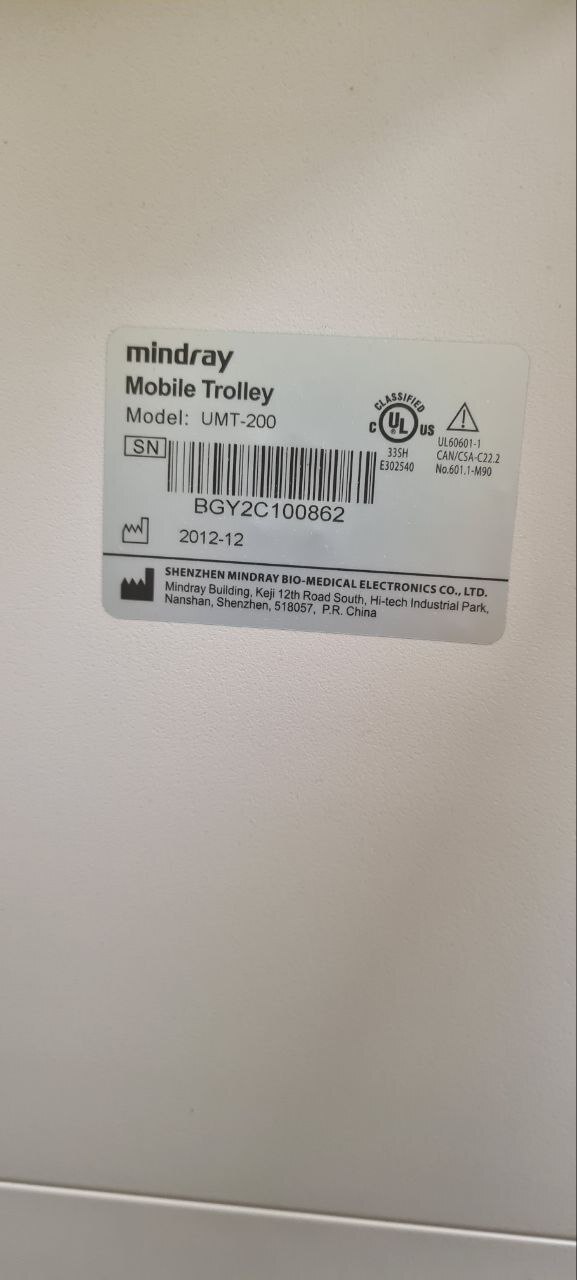 mindray
Mobile Trolley
Model: UMT-200
SN
BGY2C100862
2012-12
CLASSIFIED
C UL US
33SH
E302540
UL60601-1
CAN/CSA-C22.2
No.601.1-M90
SHENZHEN MINDRAY BIO-MEDICAL ELECTRONICS CO., LTD.
Mindray Building, Keji 12th Road South, Hi-tech Industrial Park,
Nanshan, Shenzhen, 518057, P.R. China